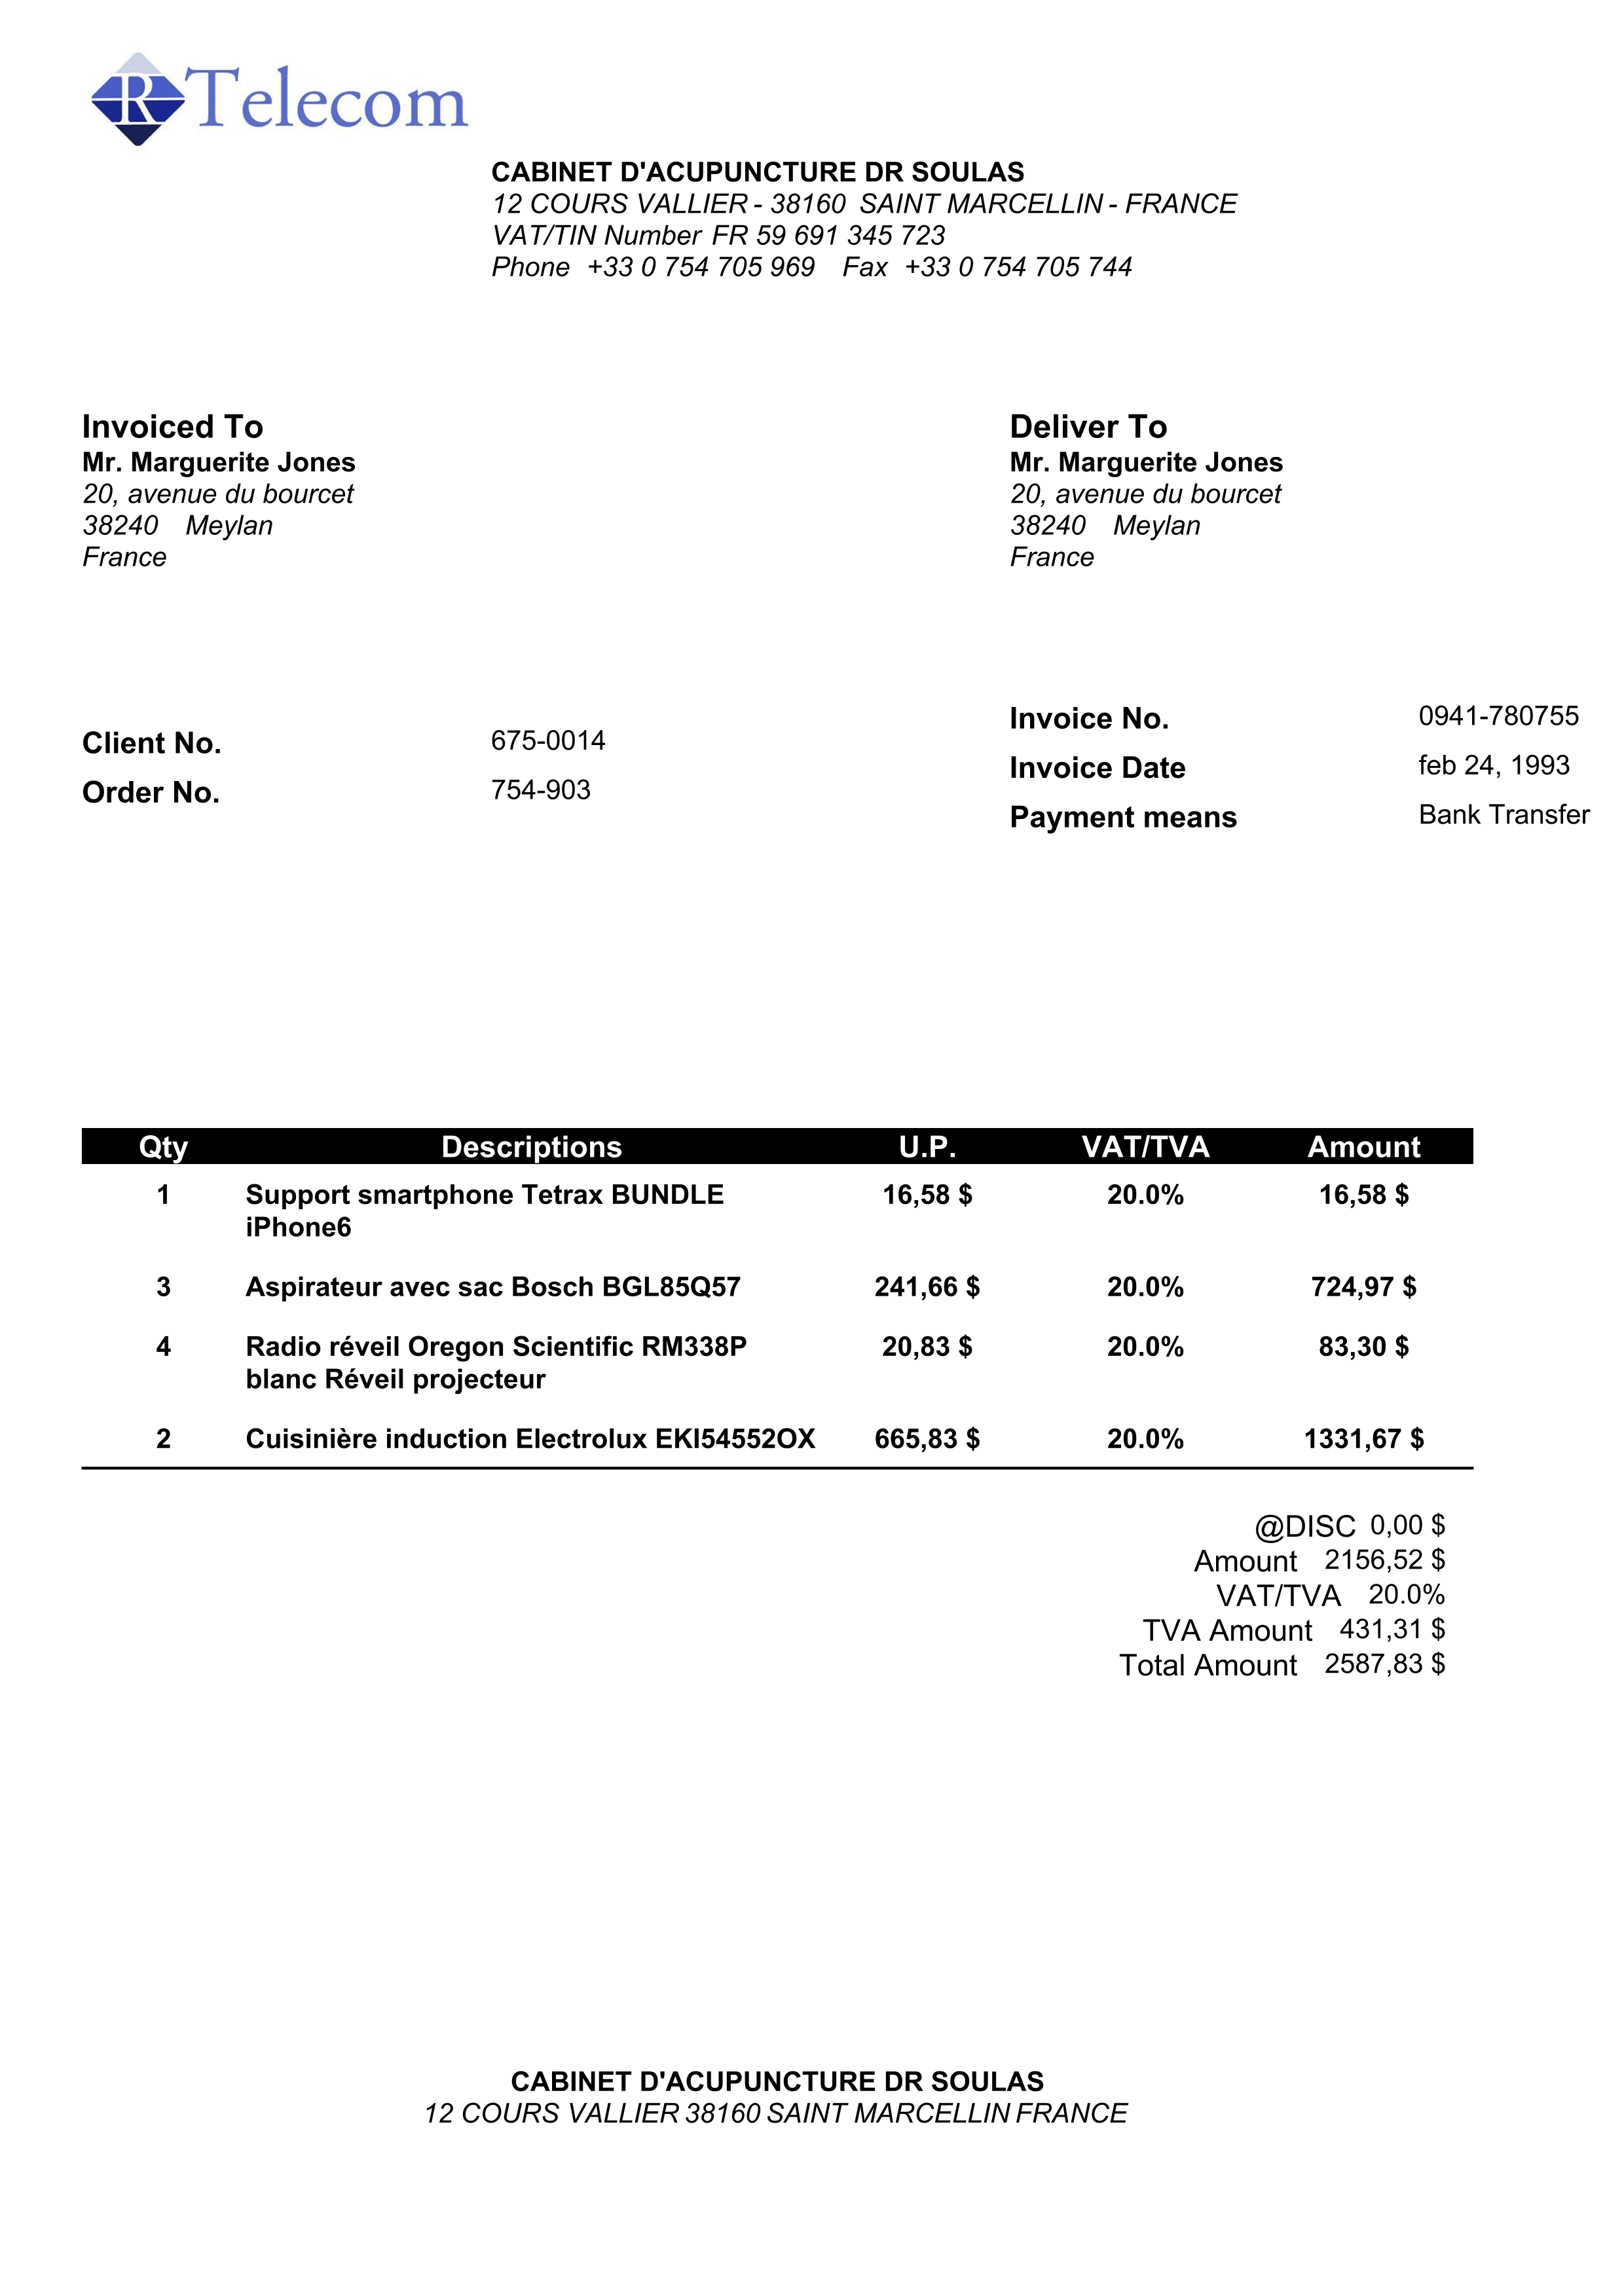 R Telecom
CABINET D'ACUPUNCTURE DR SOULAS
12 COURS VALLIER - 38160 SAINT MARCELLIN - FRANCE
VAT/TIN Number FR 59 691 345 723
Phone +33 0 754 705 969 Fax +33 0 754 705 744
Invoiced To
Mr. Marguerite Jones
20, avenue du bourcet
38240 Meylan
France
Deliver To
Mr. Marguerite Jones
20, avenue du bourcet
38240 Meylan
France
Client No. 675-0014
Order No. 754-903
Invoice No. 0941-780755
Invoice Date feb 24, 1993
Payment means Bank Transfer
Qty Descriptions U.P. VAT/TVA Amount
1 Support smartphone Tetrax BUNDLE 16,58 $ 20.0% 16,58 $
iPhone6
3 Aspirateur avec sac Bosch BGL85Q57 241,66 $ 20.0% 724,97 $
4 Radio réveil Oregon Scientific RM338P 20,83 $ 20.0% 83,30 $
blanc Réveil projecteur
2 Cuisinière induction Electrolux EKI54552OX 665,83 $ 20.0% 1331,67 $
@DISC 0,00 $
Amount 2156,52 $
VAT/TVA 20.0%
TVA Amount 431,31 $
Total Amount 2587,83 $
CABINET D'ACUPUNCTURE DR SOULAS
12 COURS VALLIER 38160 SAINT MARCELLIN FRANCE